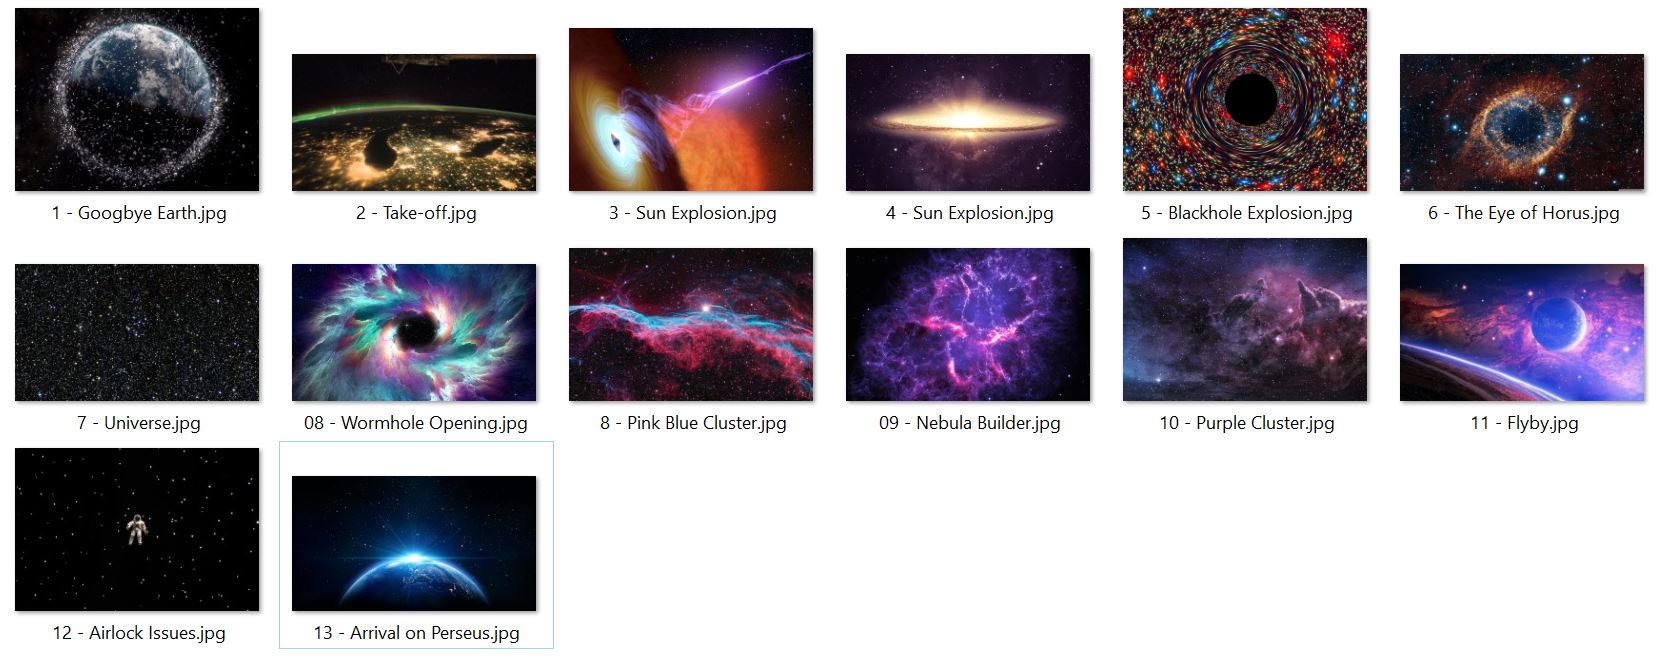 1 - Googbye Earth.jpg
2 - Take-off.jpg
3 - Sun Explosion.jpg
4 - Sun Explosion.jpg
5 - Blackhole Explosion.jpg
6 - The Eye of Horus.jpg
7 - Universe.jpg
08 - Wormhole Opening.jpg
8 - Pink Blue Cluster.jpg
09 - Nebula Builder.jpg
10 - Purple Cluster.jpg
11 - Flyby.jpg
12 - Airlock Issues.jpg
13 - Arrival on Perseus.jpg